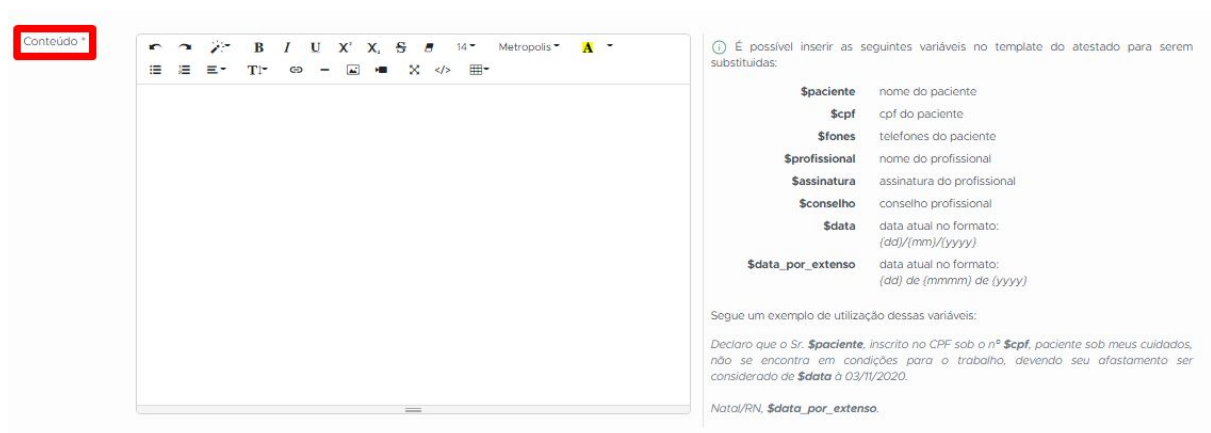 Conteúdo *
B I U X² X₂ S 14 Metropolis A
T </>
É possível inserir as seguintes variáveis no template do atestado para serem
substituidas:
$paciente nome do paciente
$cpf cpf do paciente
$fones telefones do paciente
$profissional nome do profissional
$assinatura assinatura do profissional
$conselho conselho profissional
$data data atual no formato:
{dd}/{mm}/{yyyy}
$data_por_extenso data atual no formato:
{dd} de {mmmm} de {yyyy}
Segue um exemplo de utilização dessas variáveis:
Declaro que o Sr. $paciente, inscrito no CPF sob o nº $cpf, paciente sob meus cuidados,
não se encontra em condições para o trabalho, devendo seu afastamento ser
considerado de $data à 03/11/2020.
Natal/RN, $data_por_extenso.